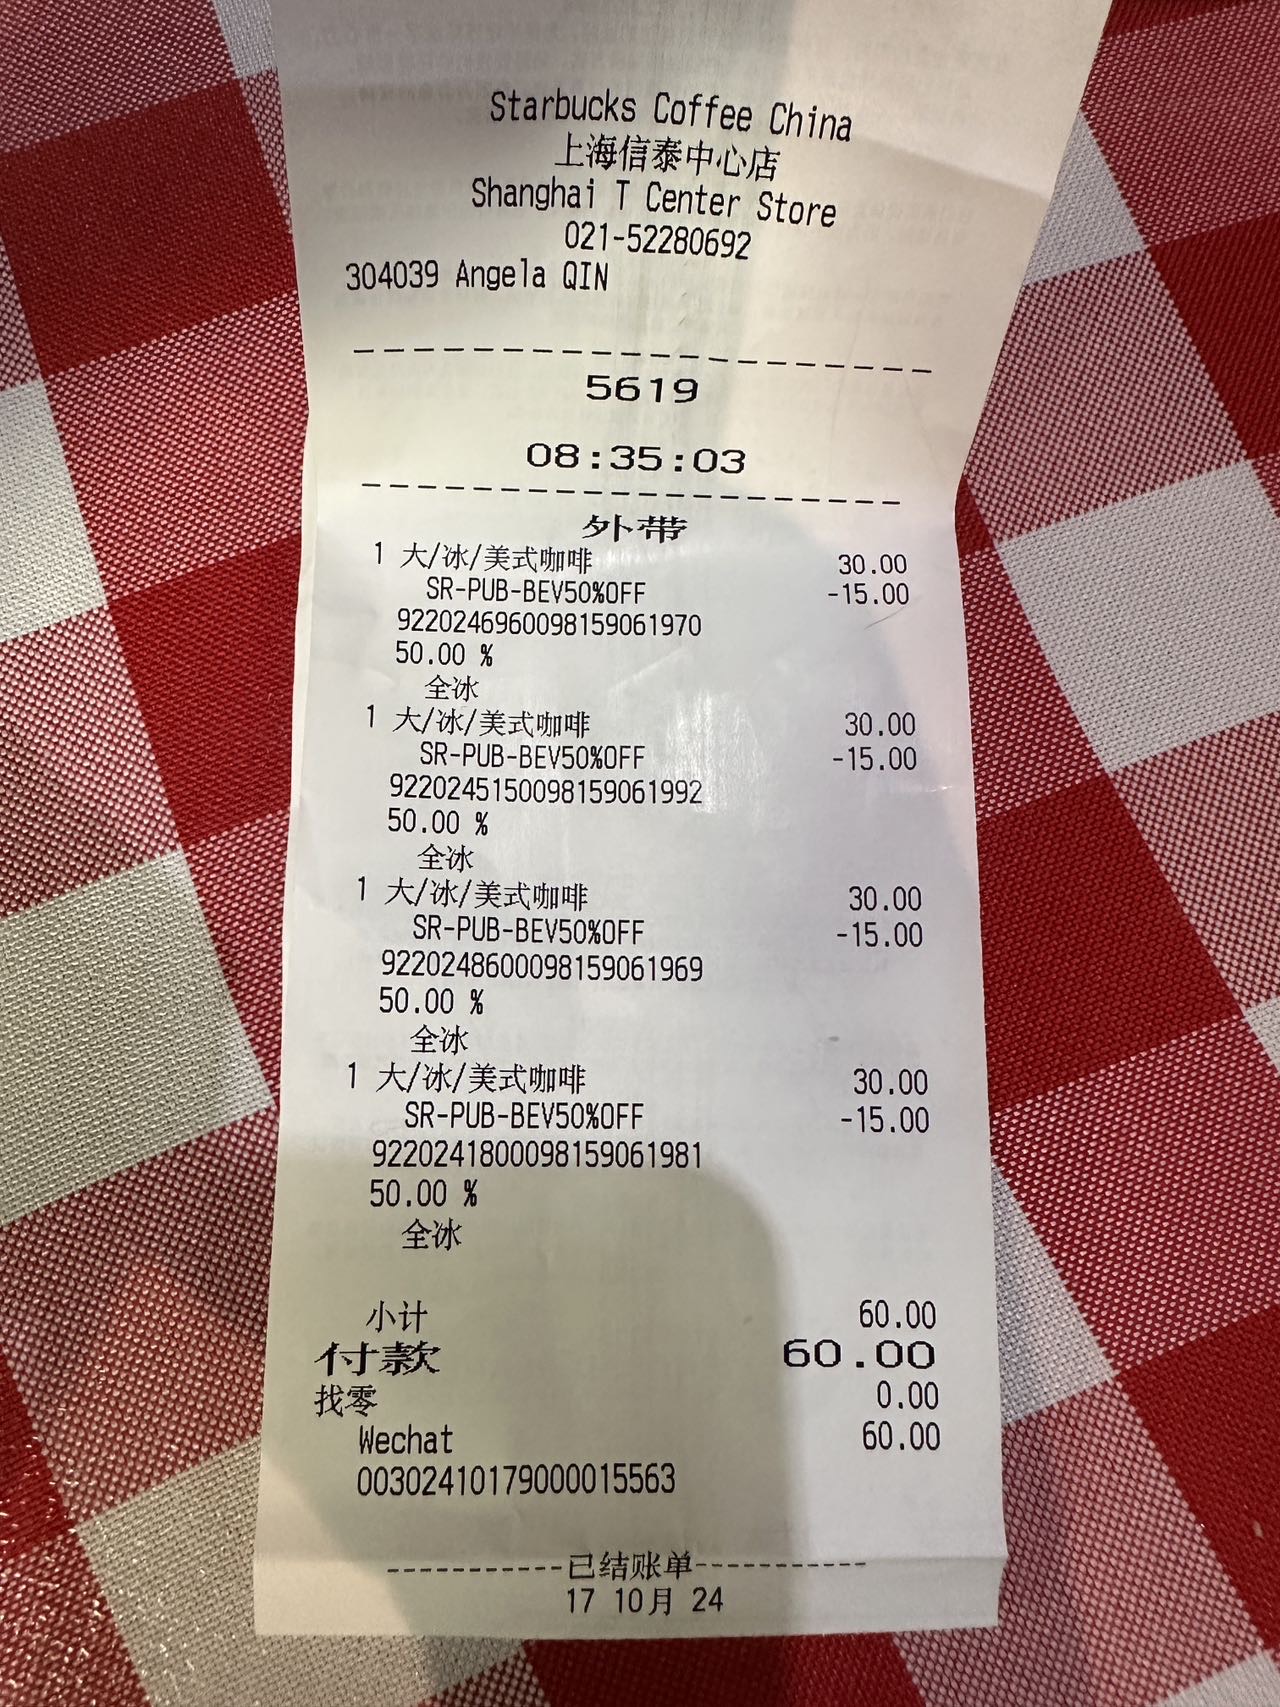 Starbucks Coffee China
上海信泰中心店
Shanghai T Center Store
021-52280692
304039 Angela QIN
5619
08:35:03
外带
1 大/冰/美式咖啡 30.00
SR-PUB-BEV50%OFF -15.00
9220246960098159061970
50.00 %
全冰
1 大/冰/美式咖啡 30.00
SR-PUB-BEV50%OFF -15.00
9220245150098159061992
50.00 %
全冰
1 大/冰/美式咖啡 30.00
SR-PUB-BEV50%OFF -15.00
9220248600098159061969
50.00 %
全冰
1 大/冰/美式咖啡 30.00
SR-PUB-BEV50%OFF -15.00
9220241800098159061981
50.00 %
全冰
小计 60.00
付款 60.00
找零 0.00
Wechat 60.00
00302410179000015563
-----------已结账单-----------
17 10月 24